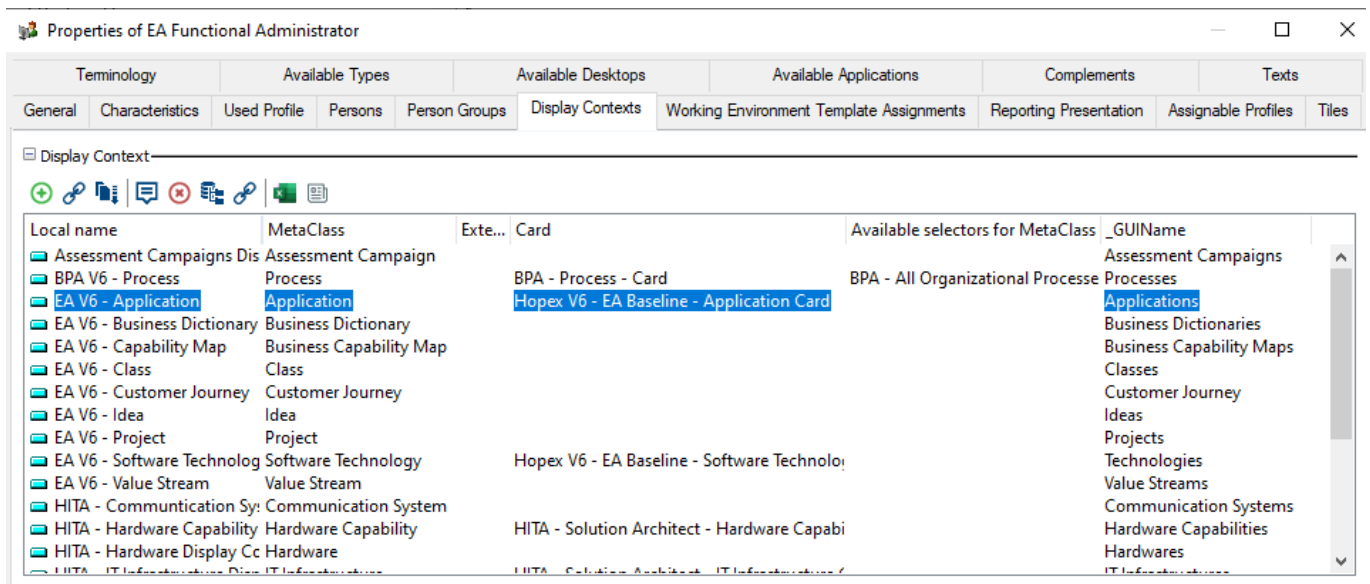 Properties of EA Functional Administrator
Terminology Available Types Available Desktops Available Applications Complements Texts
General Characteristics Used Profile Persons Person Groups Display Contexts Working Environment Template Assignments Reporting Presentation Assignable Profiles Tiles
Display Context
Local name MetaClass Exte... Card Available selectors for MetaClass _GUIName
Assessment Campaigns Dis Assessment Campaign Assessment Campaigns
BPA V6 - Process Process BPA - Process - Card BPA - All Organizational Processe Processes
EA V6 - Application Application Hopex V6 - EA Baseline - Application Card Applications
EA V6 - Business Dictionary Business Dictionary Business Dictionaries
EA V6 - Capability Map Business Capability Map Business Capability Maps
EA V6 - Class Class Classes
EA V6 - Customer Journey Customer Journey Customer Journey
EA V6 - Idea Idea Ideas
EA V6 - Project Project Projects
EA V6 - Software Technolog Software Technology Hopex V6 - EA Baseline - Software Technolo Technologies
EA V6 - Value Stream Value Stream Value Streams
HITA - Communtication Sy Communication System Communication Systems
HITA - Hardware Capability Hardware Capability HITA - Solution Architect - Hardware Capabi Hardware Capabilities
HITA - Hardware Display Cc Hardware Hardwares